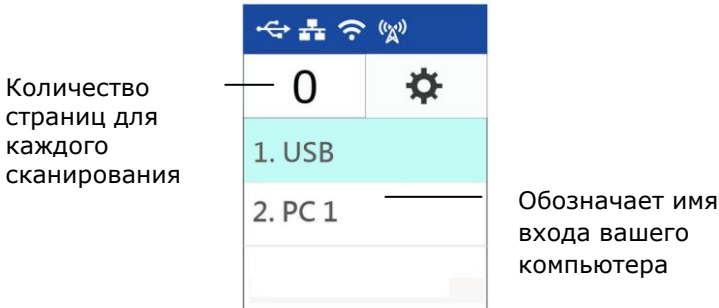 Количество
страниц для
каждого
сканирования
0
1. USB
2. PC 1
Обозначает имя
входа вашего
компьютера